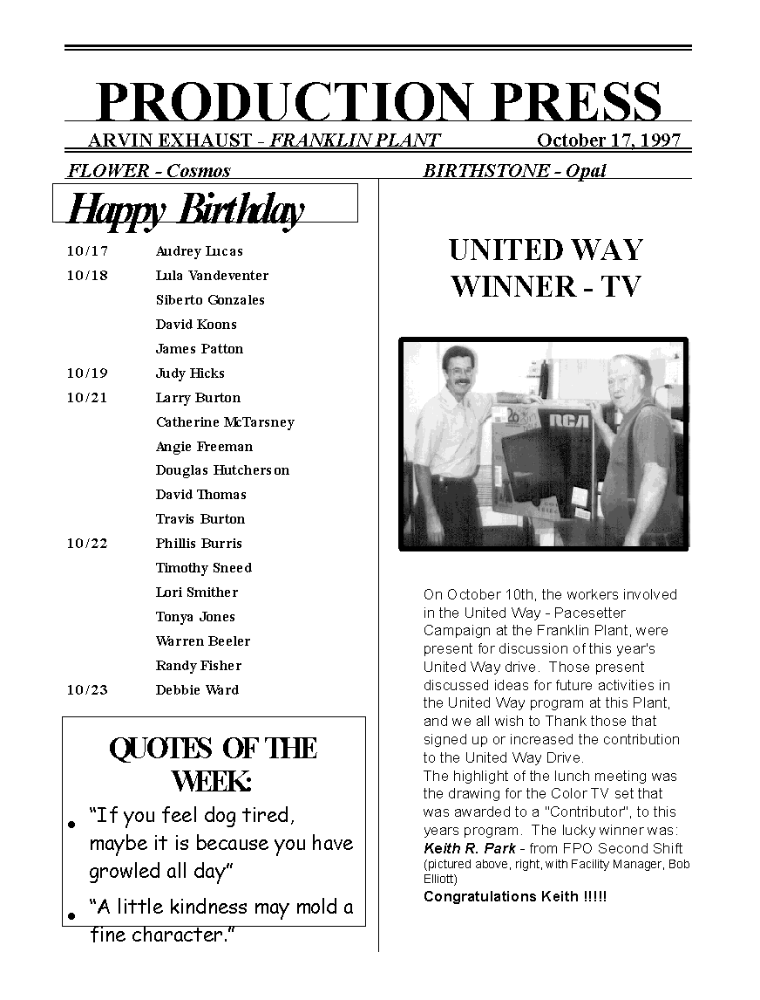 PRODUCTION PRESS
ARVIN EXHAUST - FRANKLIN PLANT October 17, 1997
FLOWER - Cosmos BIRTHSTONE - Opal
Happy Birthday
10/17 Audrey Lucas
10/18 Lula Vandeventer
Siberto Gonzales
David Koons
James Patton
10/19 Judy Hicks
10/21 Larry Burton
Catherine McTarsney
Angie Freeman
Douglas Hutcherson
David Thomas
Travis Burton
10/22 Phillis Burris
Timothy Sneed
Lori Smither
Tonya Jones
Warren Beeler
Randy Fisher
10/23 Debbie Ward
QUOTES OF THE
WEEK:
• “If you feel dog tired,
maybe it is because you have
growled all day”
• “A little kindness may mold a
fine character.”
UNITED WAY
WINNER - TV
26
RCA
On October 10th, the workers involved
in the United Way - Pacesetter
Campaign at the Franklin Plant, were
present for discussion of this year's
United Way drive.  Those present
discussed ideas for future activities in
the United Way program at this Plant,
and we all wish to Thank those that
signed up or increased the contribution
to the United Way Drive.
The highlight of the lunch meeting was
the drawing for the Color TV set that
was awarded to a "Contributor", to this
years program.  The lucky winner was:
Keith R. Park - from FPO Second Shift
(pictured above, right, with Facility Manager, Bob
Elliott)
Congratulations Keith !!!!!